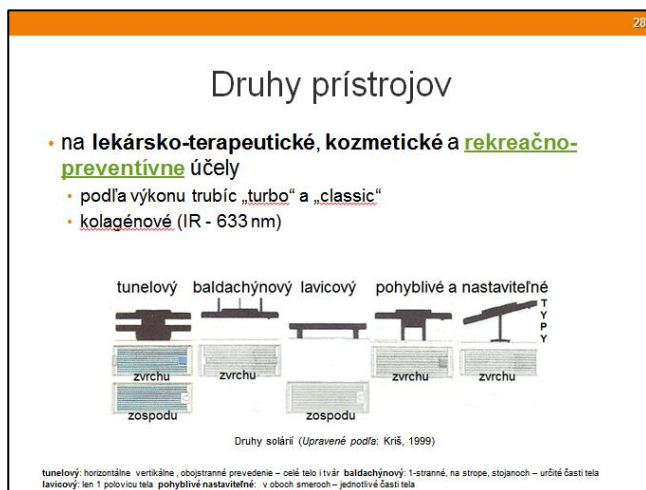 28
Druhy prístrojov
• na lekársko-terapeutické, kozmetické a rekreačno-
preventívne účely
• podľa výkonu trubíc „turbo“ a „classic“
• kolagénové (IR - 633 nm)
tunelový baldachýnový lavicový pohyblivé a nastaviteľné
TYPY
zvrchu zvrchu zvrchu zvrchu
zospodu zospodu
Druhy solárií (Upravené podľa: Kriš, 1999)
tunelový: horizontálne vertikálne , obojstranné prevedenie – celé telo i tvár baldachýnový: 1-stranné, na strope, stojanoch – určité časti tela
lavicový: len 1 polovicu tela pohyblivé nastaviteľné: v oboch smeroch – jednotlivé časti tela